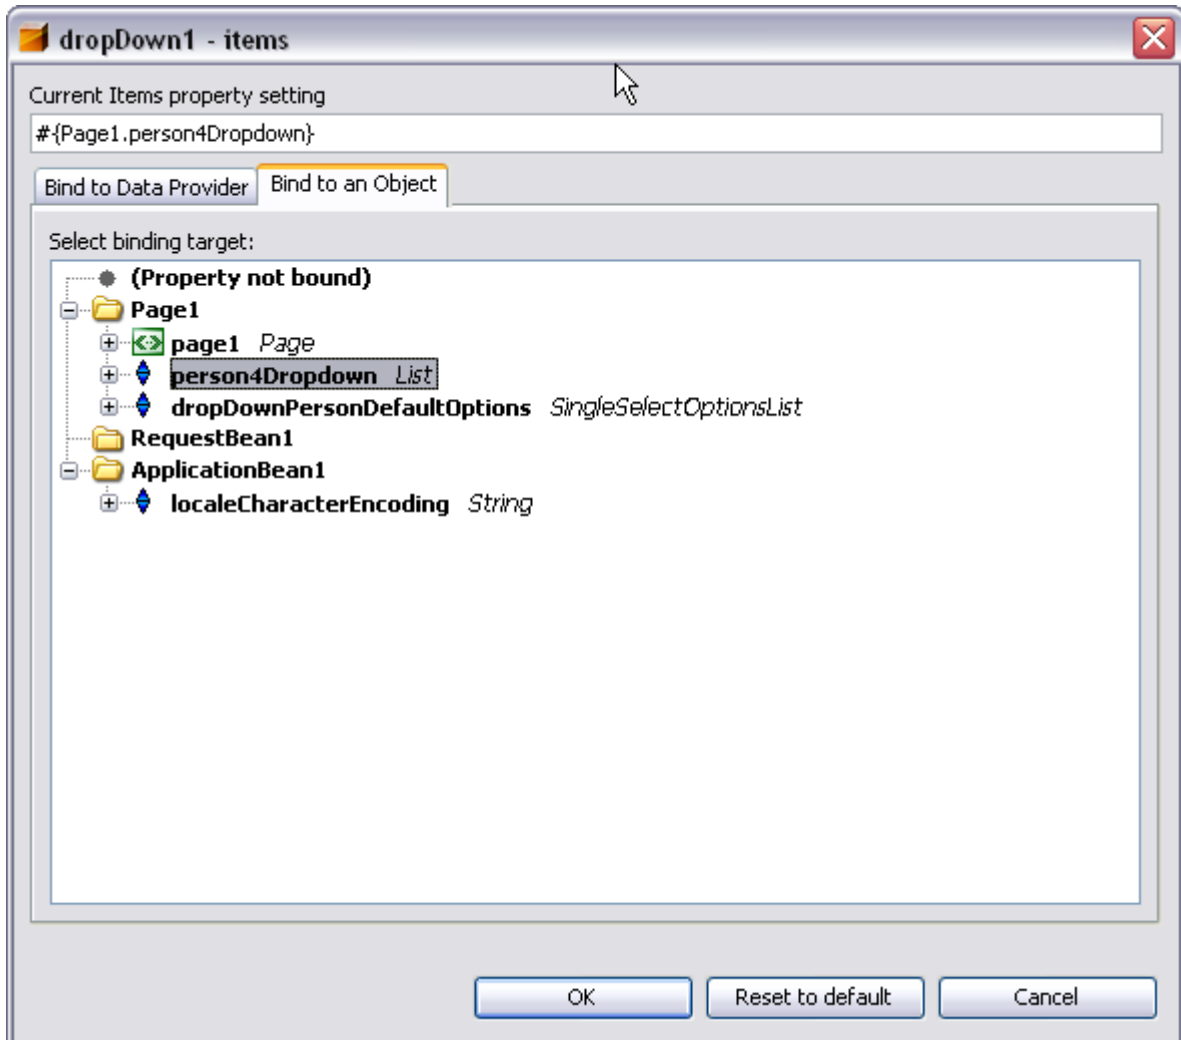 dropDown1 - items
Current Items property setting
#{Page1.person4Dropdown}
Bind to Data Provider Bind to an Object
Select binding target:
(Property not bound)
Page1
page1 Page
person4Dropdown List
dropDownPersonDefaultOptions SingleSelectOptionsList
RequestBean1
ApplicationBean1
localeCharacterEncoding String
OK Reset to default Cancel